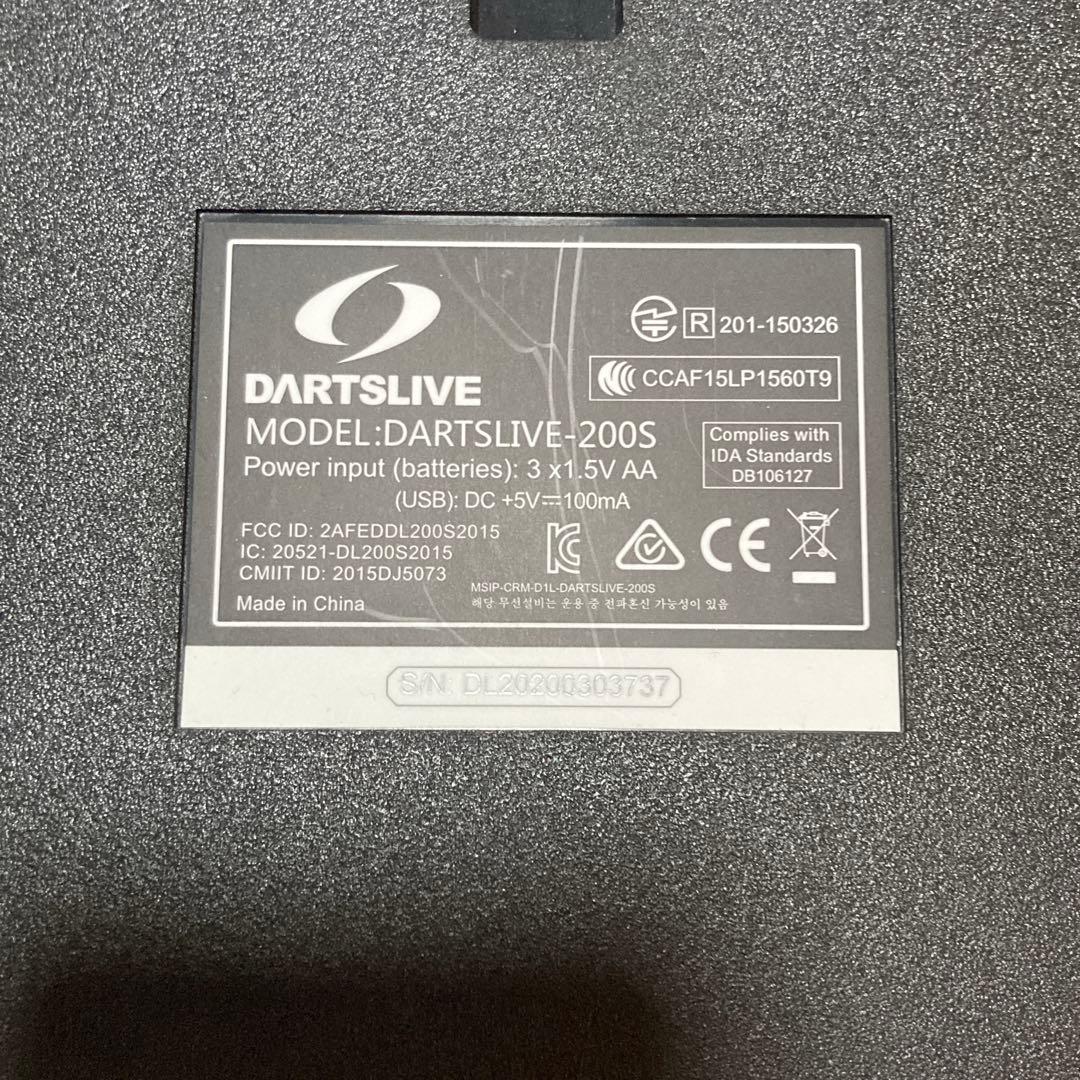 DARTSLIVE
MODEL:DARTSLIVE-200S
Power input (batteries): 3 x1.5V AA
(USB): DC +5V⎓100mA
FCC ID: 2AFEDDL200S2015
IC: 20521-DL200S2015
CMIIT ID: 2015DJ5073
Made in China
R 201-150326
CCAF15LP1560T9
Complies with
IDA Standards
DB106127
CE
MSIP-CRM-D1L-DARTSLIVE-200S
해당 무선설비는 운용 중 전파혼신 가능성이 있음
S/N: DL20200303737